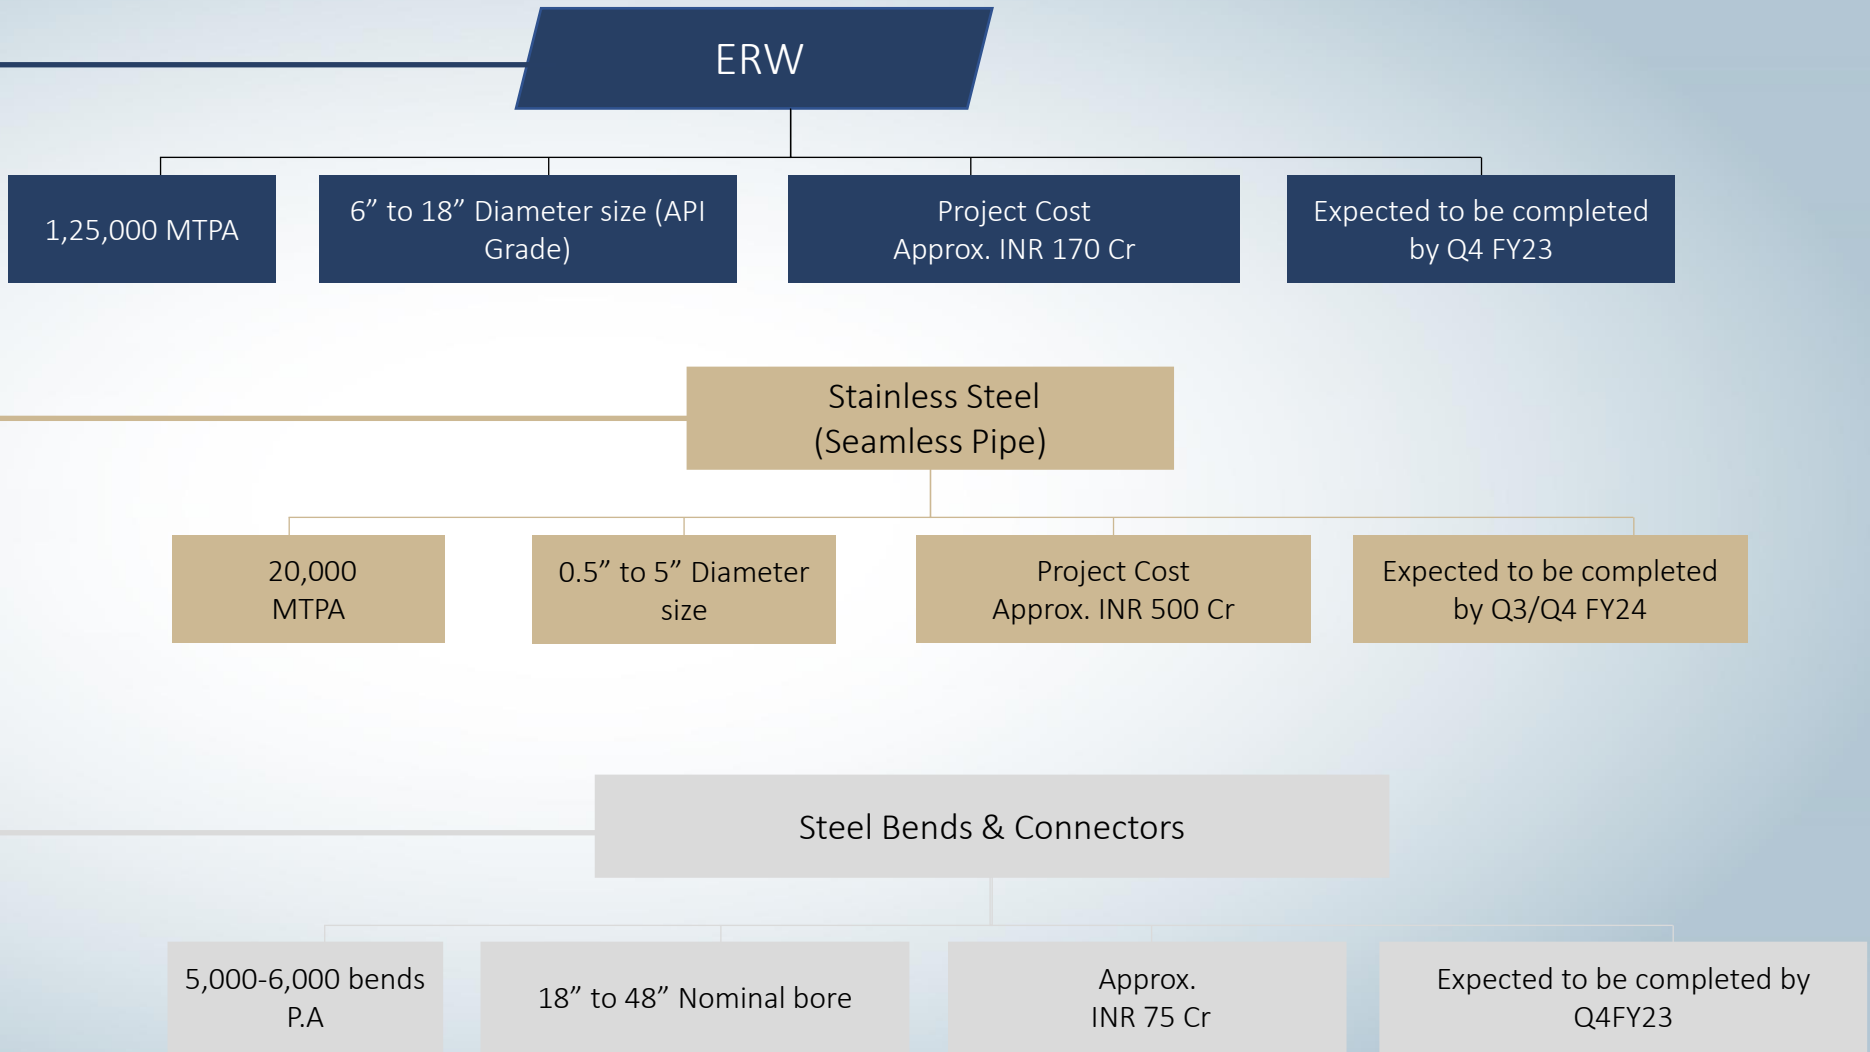 ERW
1,25,000 MTPA
6” to 18” Diameter size (API
Grade)
Project Cost
Approx. INR 170 Cr
Expected to be completed
by Q4 FY23
Stainless Steel
(Seamless Pipe)
20,000
MTPA
0.5” to 5” Diameter
size
Project Cost
Approx. INR 500 Cr
Expected to be completed
by Q3/Q4 FY24
Steel Bends & Connectors
5,000-6,000 bends
P.A
18” to 48” Nominal bore
Approx.
INR 75 Cr
Expected to be completed by
Q4FY23